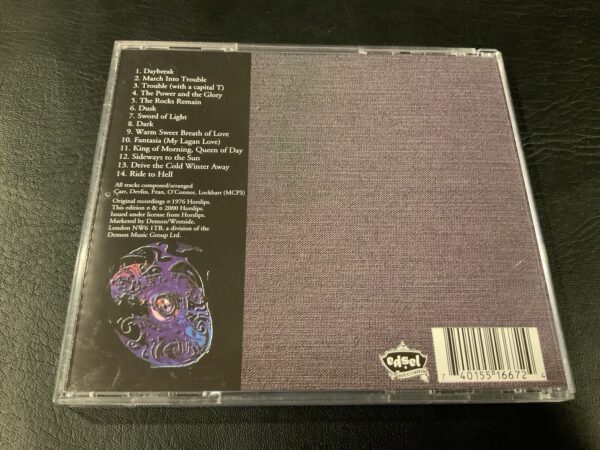 1. Daybreak
2. March Into Trouble
3. Trouble (with a capital T)
4. The Power and the Glory
5. The Rocks Remain
6. Dusk
7. Sword of Light
8. Dark
9. Warm Sweet Breath of Love
10. Fantasia (My Lagan Love)
11. King of Morning, Queen of Day
12. Sideways to the Sun
13. Drive the Cold Winter Away
14. Ride to Hell
All tracks composed/arranged
Carr, Devlin, Fean, O'Connor, Lockhart (MCPS)
Original recordings ℗ 1976 Horslips.
This edition ℗ & © 2000 Horslips.
Issued under license from Horslips.
Marketed by Demon/Westside,
London NW6 1TB, a division of the
Demon Music Group Ltd.
edsel
7 40155 16672 4